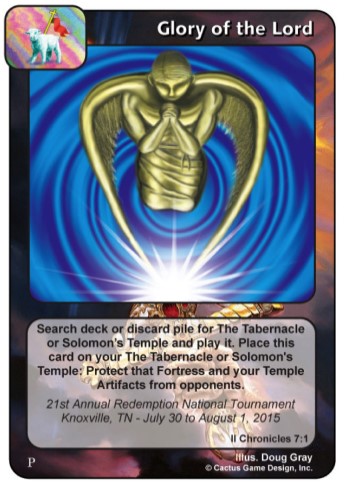 Glory of the Lord
Search deck or discard pile for The Tabernacle
or Solomon's Temple and play it. Place this
card on your The Tabernacle or Solomon's
Temple: Protect that Fortress and your Temple
Artifacts from opponents.
21st Annual Redemption National Tournament
Knoxville, TN - July 30 to August 1, 2015
II Chronicles 7:1
P
Illus. Doug Gray
© Cactus Game Design, Inc.